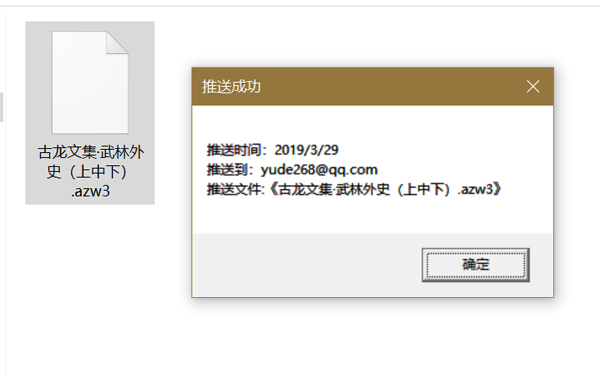 古龙文集·武林外
史（上中下）
.azw3
推送成功
推送时间：2019/3/29
推送到：yude268@qq.com
推送文件:《古龙文集·武林外史（上中下）.azw3》
确定